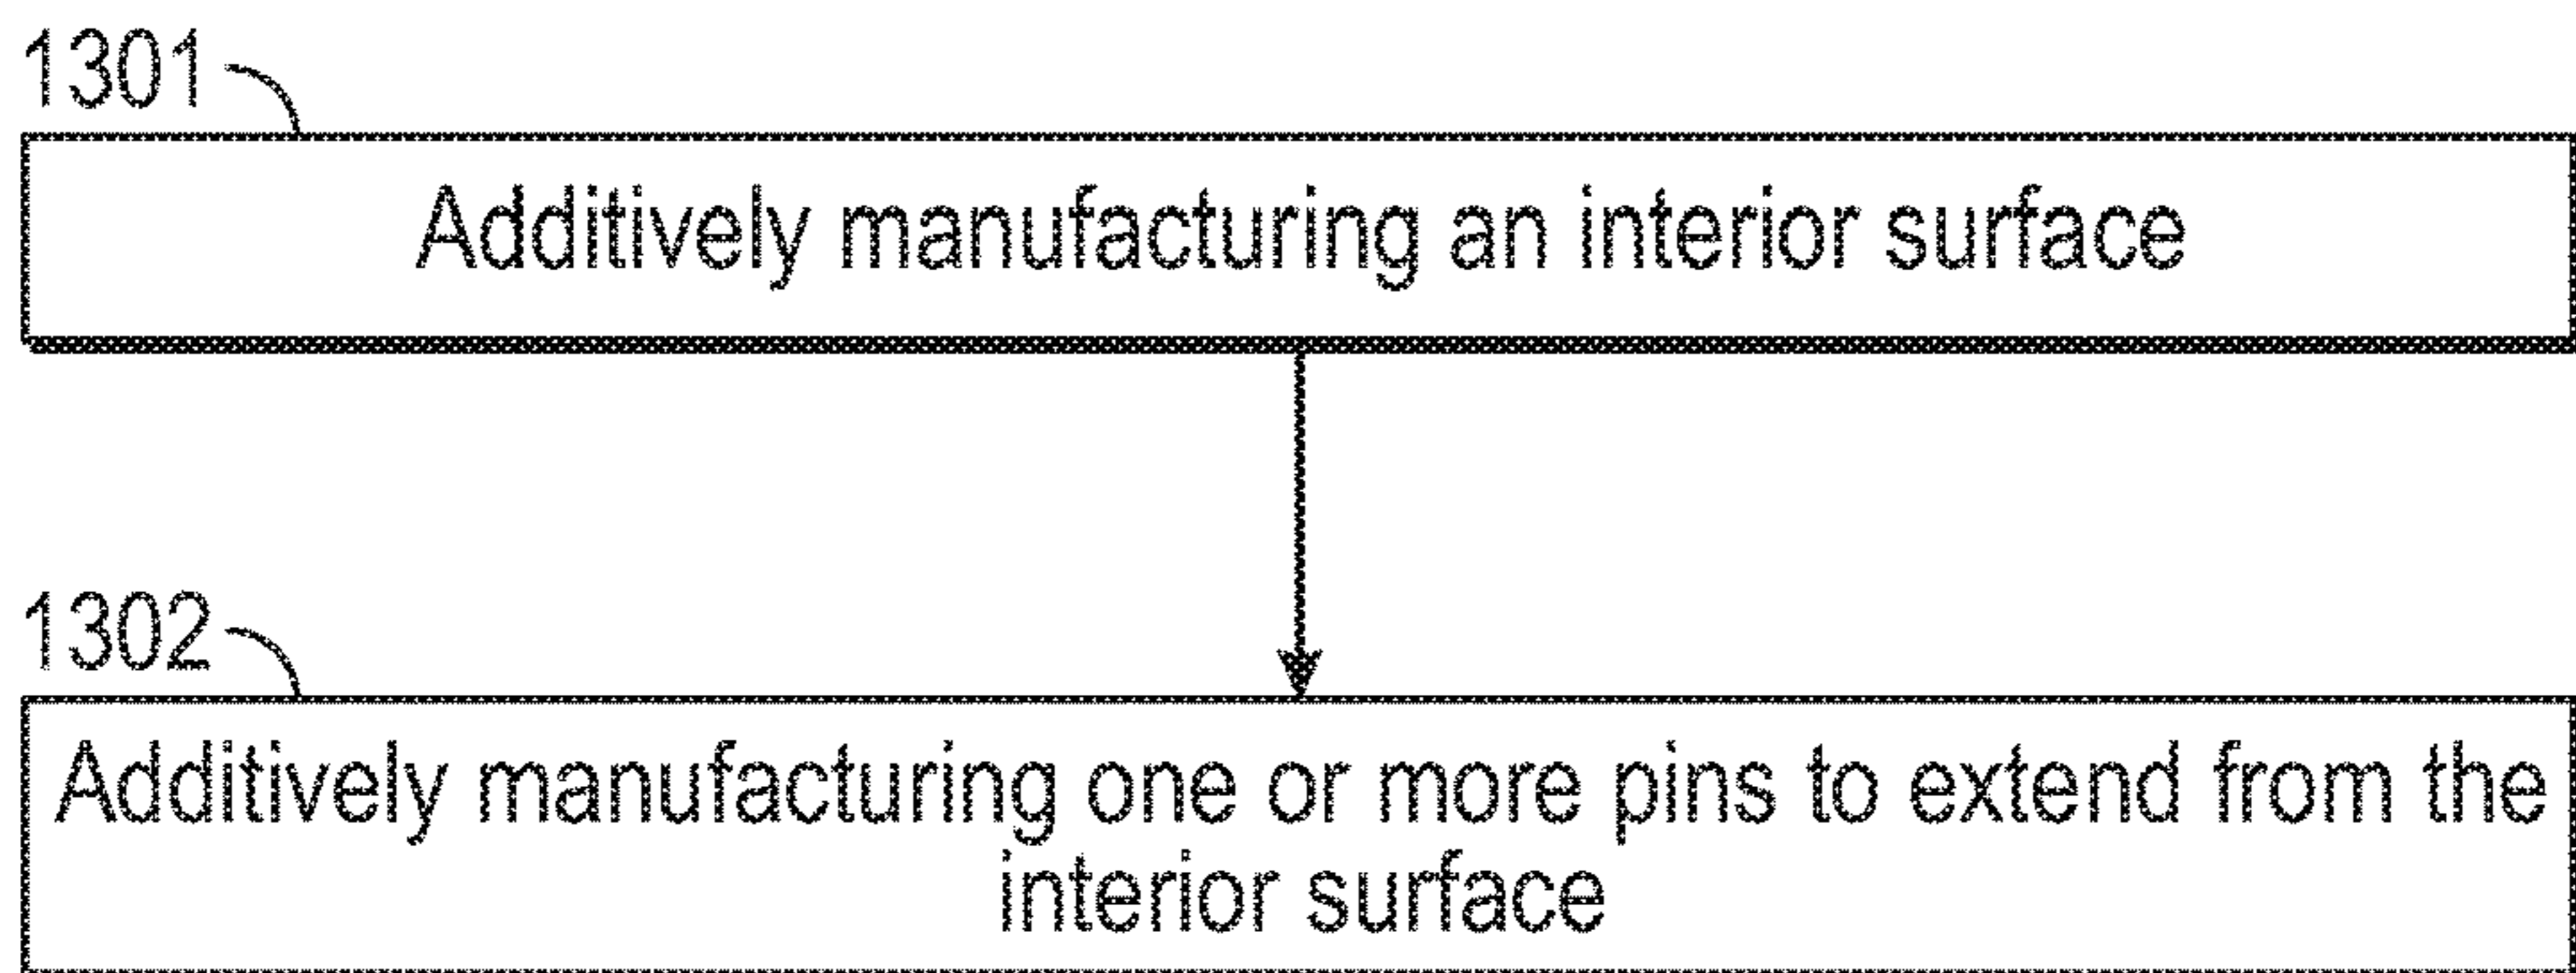 1301
Additively manufacturing an interior surface
1302
Additively manufacturing one or more pins to extend from the
interior surface